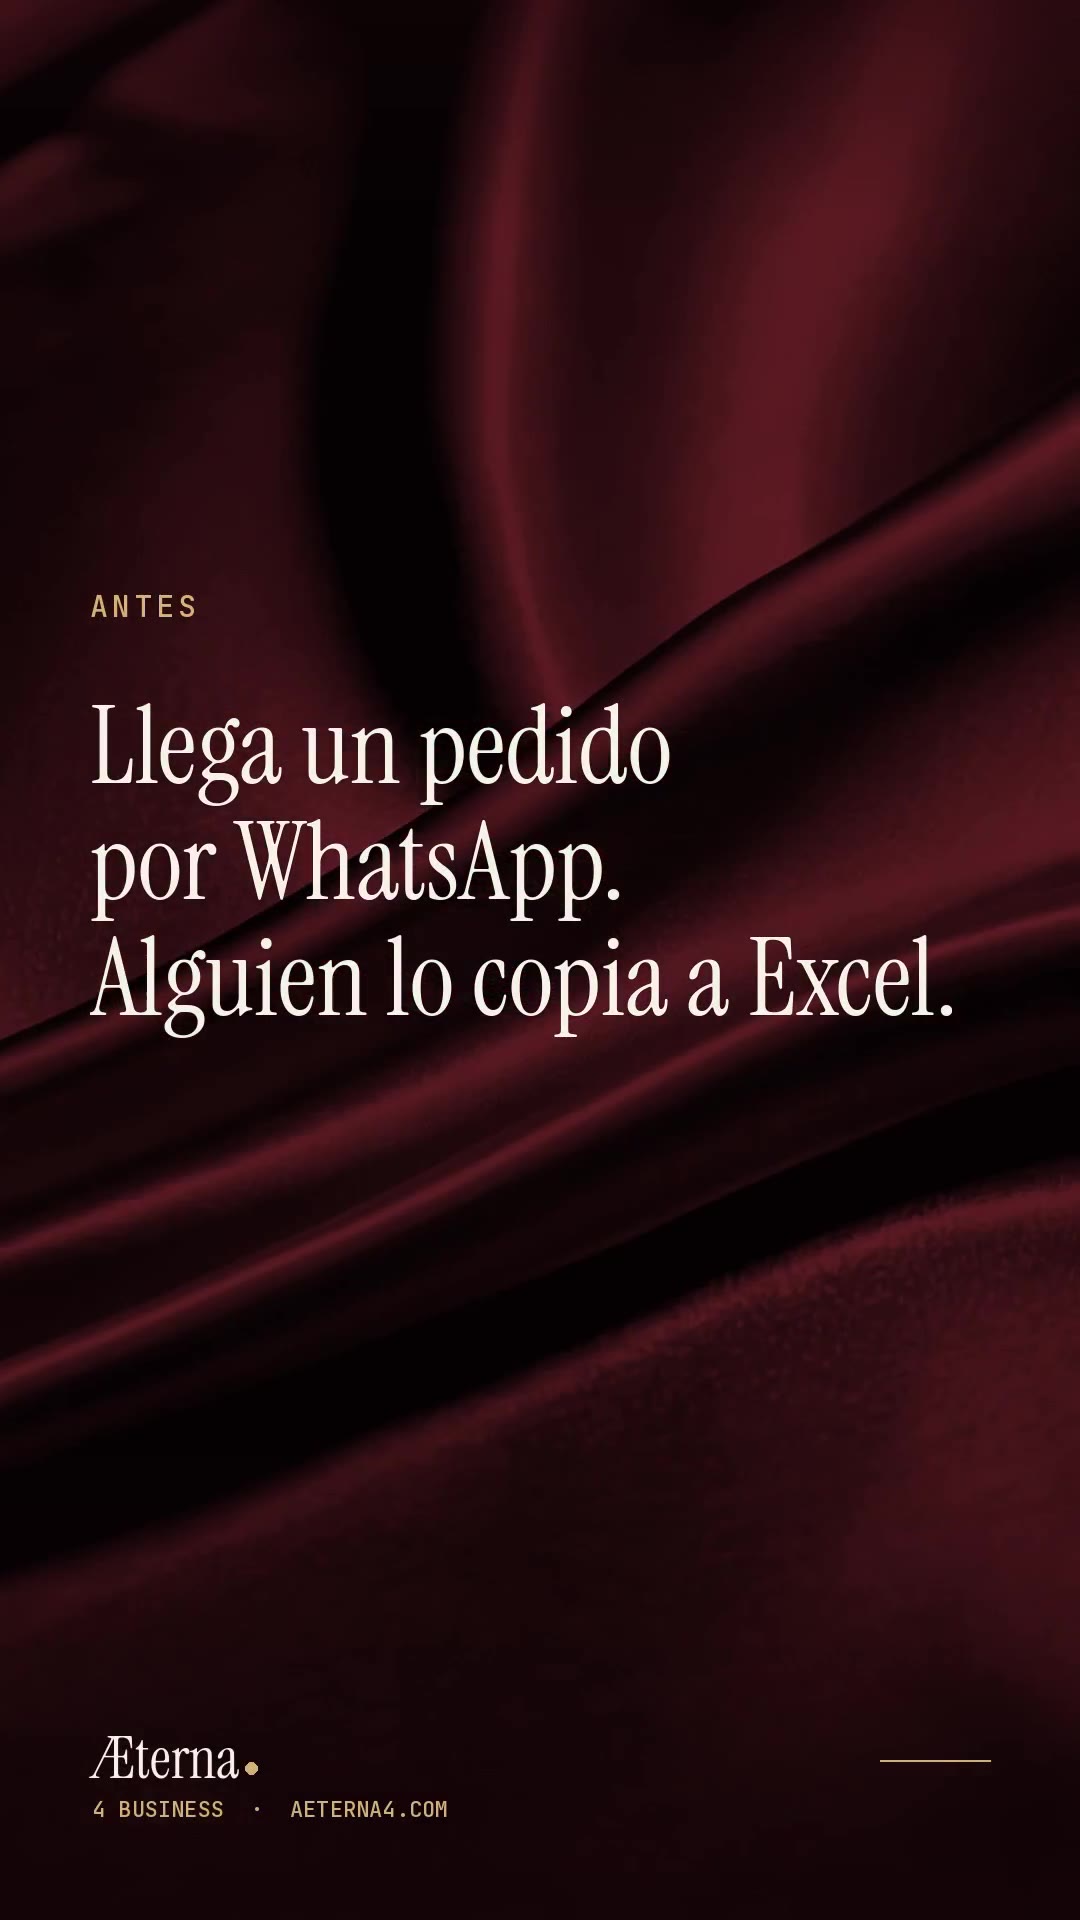 ANTES
Llega un pedido
por WhatsApp.
Alguien lo copia a Excel.
Æterna.
4 BUSINESS · AETERNA4.COM